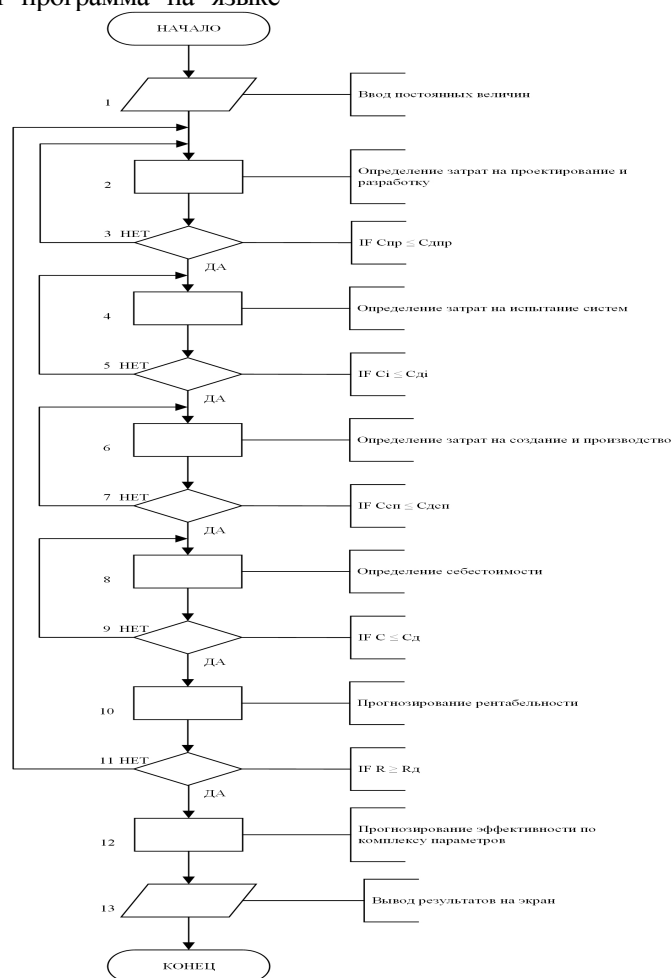 программа на языке
НАЧАЛО
1
Ввод постоянных величин
2
Определение затрат на проектирование и
разработку
3 НЕТ
IF Спр ≤ Сдпр
ДА
4
Определение затрат на испытание систем
5 НЕТ
IF Сi ≤ Сдi
ДА
6
Определение затрат на создание и производство
7 НЕТ
IF Ссп ≤ Сдсп
ДА
8
Определение себестоимости
9 НЕТ
IF С ≤ Сд
ДА
10
Прогнозирование рентабельности
11 НЕТ
IF R ≥ Rд
ДА
12
Прогнозирование эффективности по
комплексу параметров
13
Вывод результатов на экран
КОНЕЦ